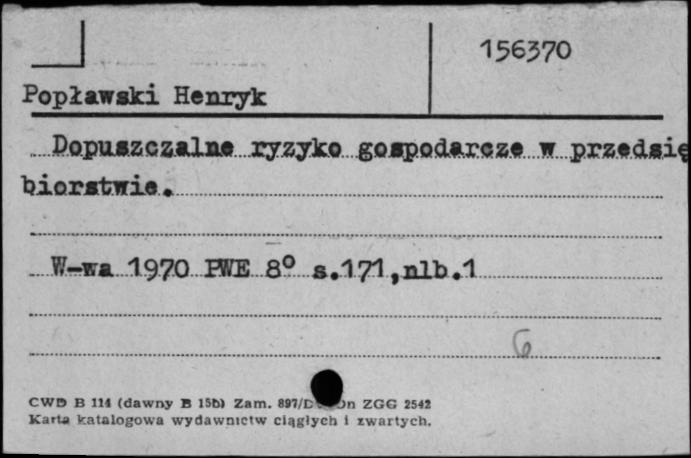 156370
Popławski Henryk
Dopuszczalne ryzyko gospodarcze w przedsię
biorstwie.
W-wa 1970 PWE 8° s.171,nlb.1
6
CWD B 114 (dawny B 15b) Zam. 897/D ZGG 2542
Karta katalogowa wydawnictw ciągłych i zwartych.